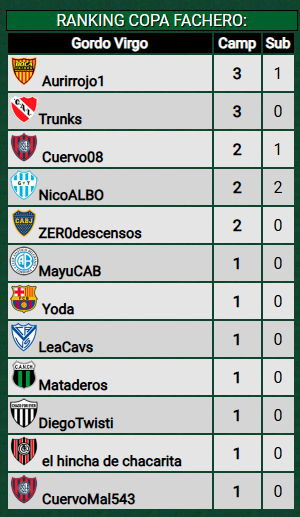 RANKING COPA FACHERO:
Gordo Virgo Camp Sub
Aurirrojo1 3 1
Trunks 3 0
Cuervo08 2 1
NicoALBO 2 2
ZER0descensos 2 0
MayuCAB 1 0
Yoda 1 0
LeaCavs 1 0
Mataderos 1 0
DiegoTwisti 1 0
el hincha de chacarita 1 0
CuervoMal543 1 0